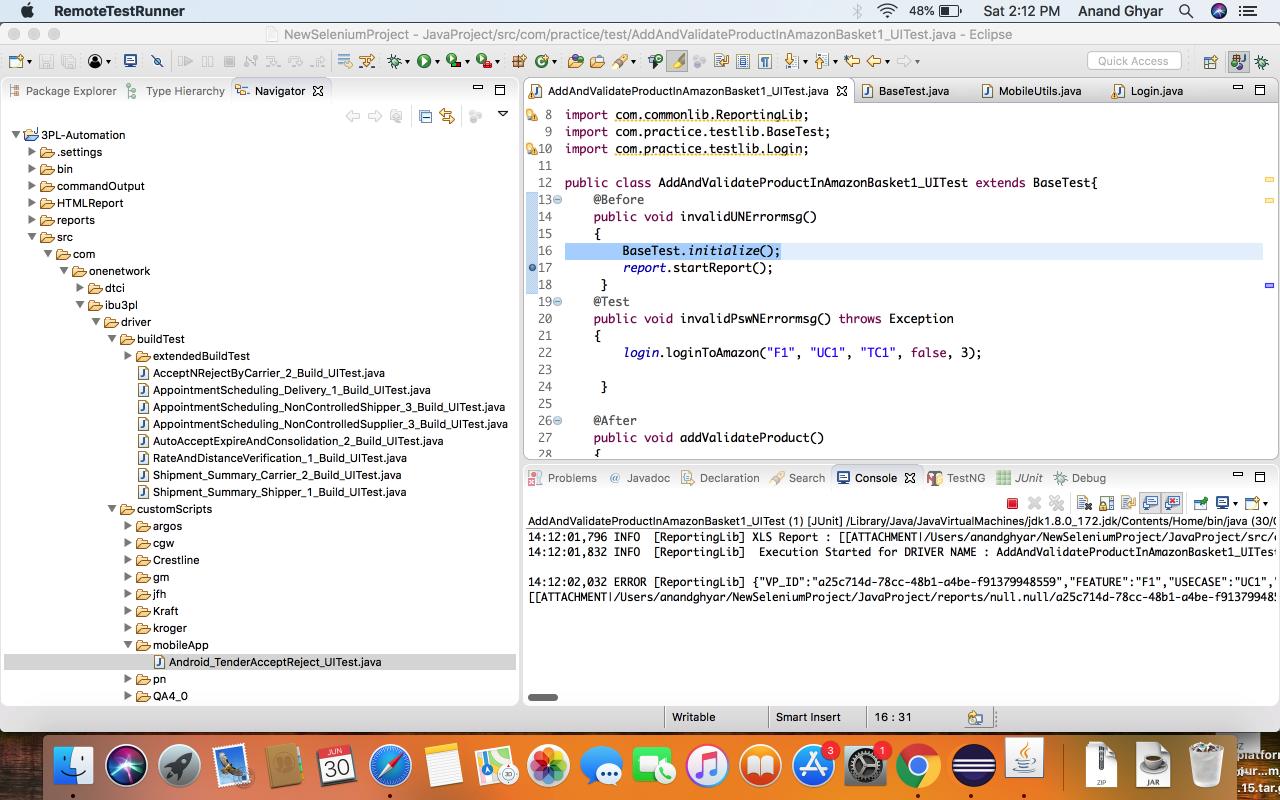 RemoteTestRunner
48%
Sat 2:12 PM
Anand Ghyar
NewSeleniumProject - JavaProject/src/com/practice/test/AddAndValidateProductInAmazonBasket1_UITest.java - Eclipse
Quick Access
Package Explorer
Type Hierarchy
Navigator
3PL-Automation
.settings
bin
commandOutput
HTMLReport
reports
src
com
onenetwork
dtci
ibu3pl
driver
buildTest
extendedBuildTest
AcceptNRejectByCarrier_2_Build_UITest.java
AppointmentScheduling_Delivery_1_Build_UITest.java
AppointmentScheduling_NonControlledShipper_3_Build_UITest.java
AppointmentScheduling_NonControlledSupplier_3_Build_UITest.java
AutoAcceptExpireAndConsolidation_2_Build_UITest.java
RateAndDistanceVerification_1_Build_UITest.java
Shipment_Summary_Carrier_2_Build_UITest.java
Shipment_Summary_Shipper_1_Build_UITest.java
customScripts
argos
cgw
Crestline
gm
jfh
Kraft
kroger
mobileApp
Android_TenderAcceptReject_UITest.java
pn
QA4_0
AddAndValidateProductInAmazonBasket1_UITest.java
BaseTest.java
MobileUtils.java
Login.java
8 import com.commonlib.ReportingLib;
9 import com.practice.testlib.BaseTest;
10 import com.practice.testlib.Login;
11
12 public class AddAndValidateProductInAmazonBasket1_UITest extends BaseTest{
13 @Before
14 public void invalidUNErrormsg()
15 {
16 BaseTest.initialize();
17 report.startReport();
18 }
19 @Test
20 public void invalidPswNErrormsg() throws Exception
21 {
22 login.loginToAmazon("F1", "UC1", "TC1", false, 3);
23
24 }
25
26 @After
27 public void addValidateProduct()
28 {
Problems
@ Javadoc
Declaration
Search
Console
TestNG
JUnit
Debug
AddAndValidateProductInAmazonBasket1_UITest (1) [JUnit] /Library/Java/JavaVirtualMachines/jdk1.8.0_172.jdk/Contents/Home/bin/java (30/0
14:12:01,796 INFO [ReportingLib] XLS Report : [[ATTACHMENT|/Users/anandghyar/NewSeleniumProject/JavaProject/src/
14:12:01,832 INFO [ReportingLib] Execution Started for DRIVER NAME : AddAndValidateProductInAmazonBasket1_UITest
14:12:02,032 ERROR [ReportingLib] {"VP_ID":"a25c714d-78cc-48b1-a4be-f91379948559","FEATURE":"F1","USECASE":"UC1",
[[ATTACHMENT|/Users/anandghyar/NewSeleniumProject/JavaProject/reports/null.null/a25c714d-78cc-48b1-a4be-f913799485
Writable
Smart Insert
16 : 31
JUN
30
3
1
ZIP
JAR
platform
.15.tar.g